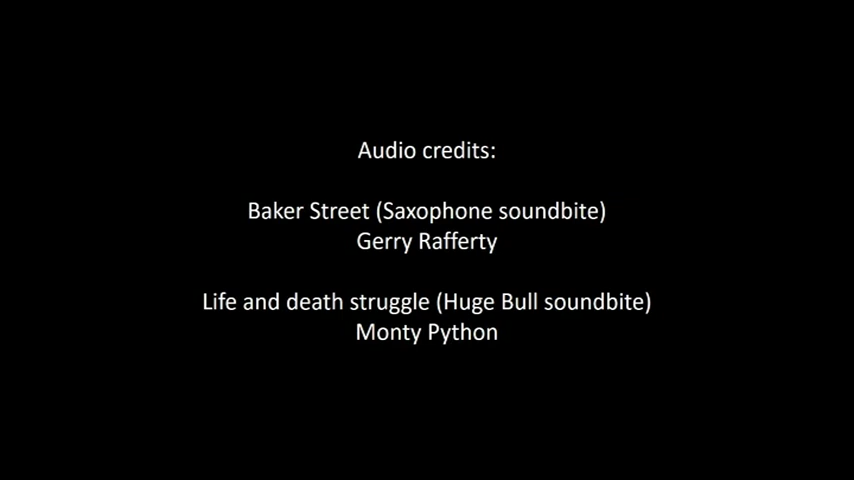 Audio credits:
Baker Street (Saxophone soundbite)
Gerry Rafferty
Life and death struggle (Huge Bull soundbite)
Monty Python